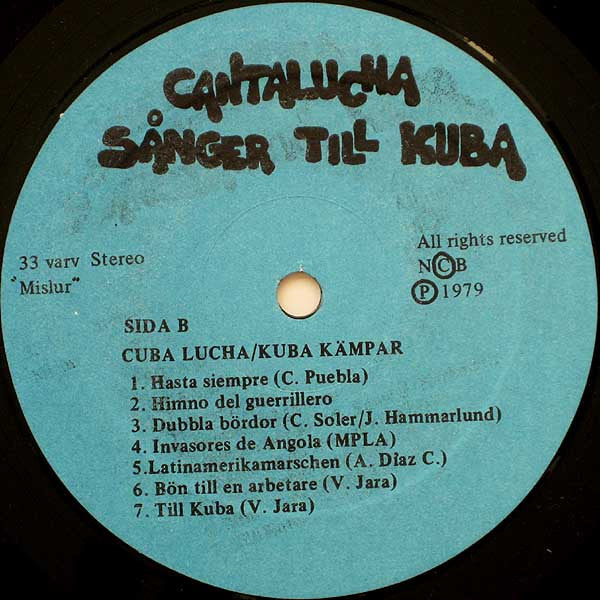 CANTALUCHA
SÅNGER TILL KUBA
33 varv Stereo
"Mislur"
All rights reserved
NCB
Ⓟ 1979
SIDA B
CUBA LUCHA/KUBA KÄMPAR
1. Hasta siempre (C. Puebla)
2. Himno del guerrillero
3. Dubbla bördor (C. Soler/J. Hammarlund)
4. Invasores de Angola (MPLA)
5.Latinamerikamarschen (A. Diaz C.)
6. Bön till en arbetare (V. Jara)
7. Till Kuba (V. Jara)